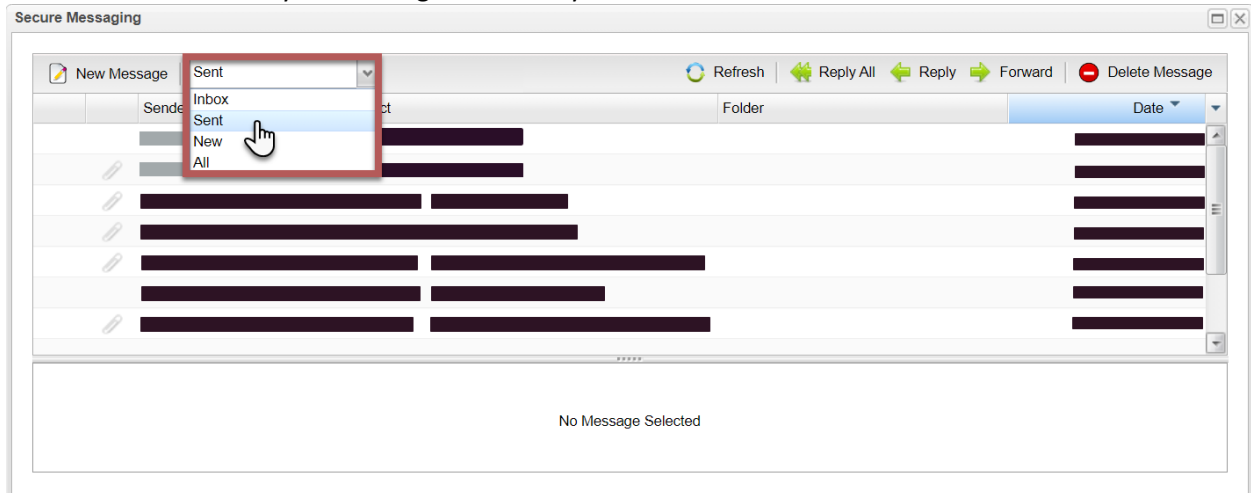 Secure Messaging
New Message Sent Refresh Reply All Reply Forward Delete Message
Inbox
Sent
New
All
Folder Date
No Message Selected